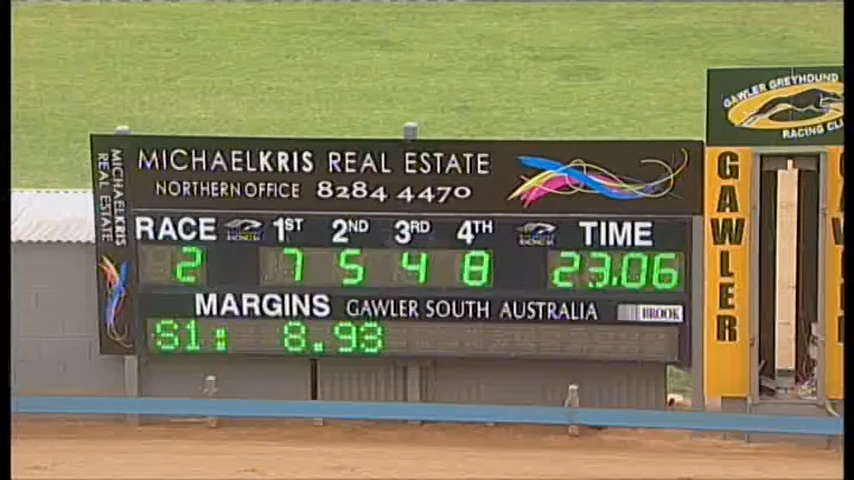 GAWLER GREYHOUND
RACING CL
MICHAELKRIS REAL ESTATE
NORTHERN OFFICE 8284 4470
MICHAELKRIS
REAL ESTATE
RACE 1ST 2ND 3RD 4TH TIME
2 7 5 4 8 23.06
MARGINS GAWLER SOUTH AUSTRALIA BROOK
S1: 8.93
GAWLER